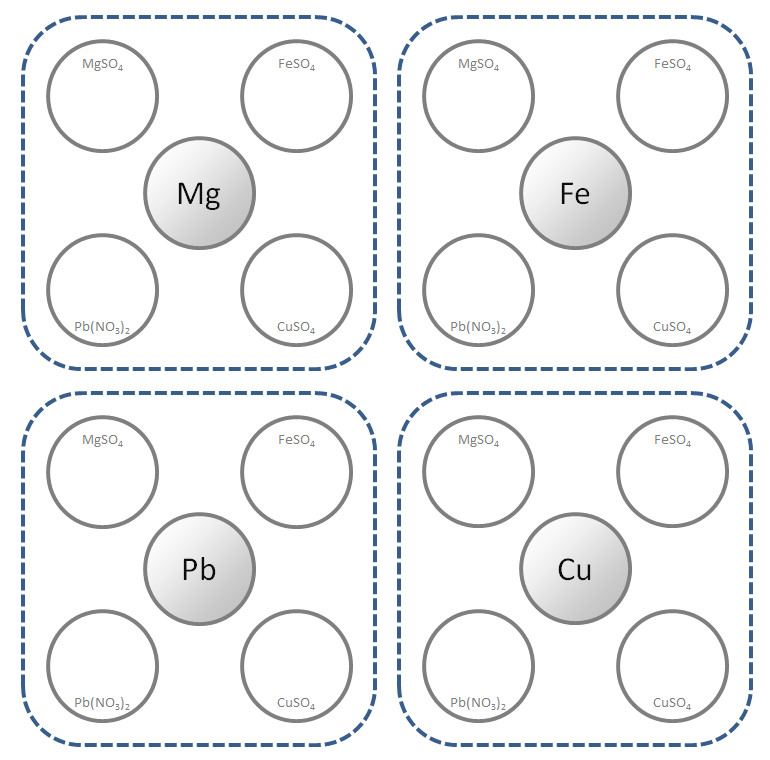 MgSO₄ FeSO₄ MgSO₄ FeSO₄
Mg Fe
Pb(NO₃)₂ CuSO₄ Pb(NO₃)₂ CuSO₄
MgSO₄ FeSO₄ MgSO₄ FeSO₄
Pb Cu
Pb(NO₃)₂ CuSO₄ Pb(NO₃)₂ CuSO₄